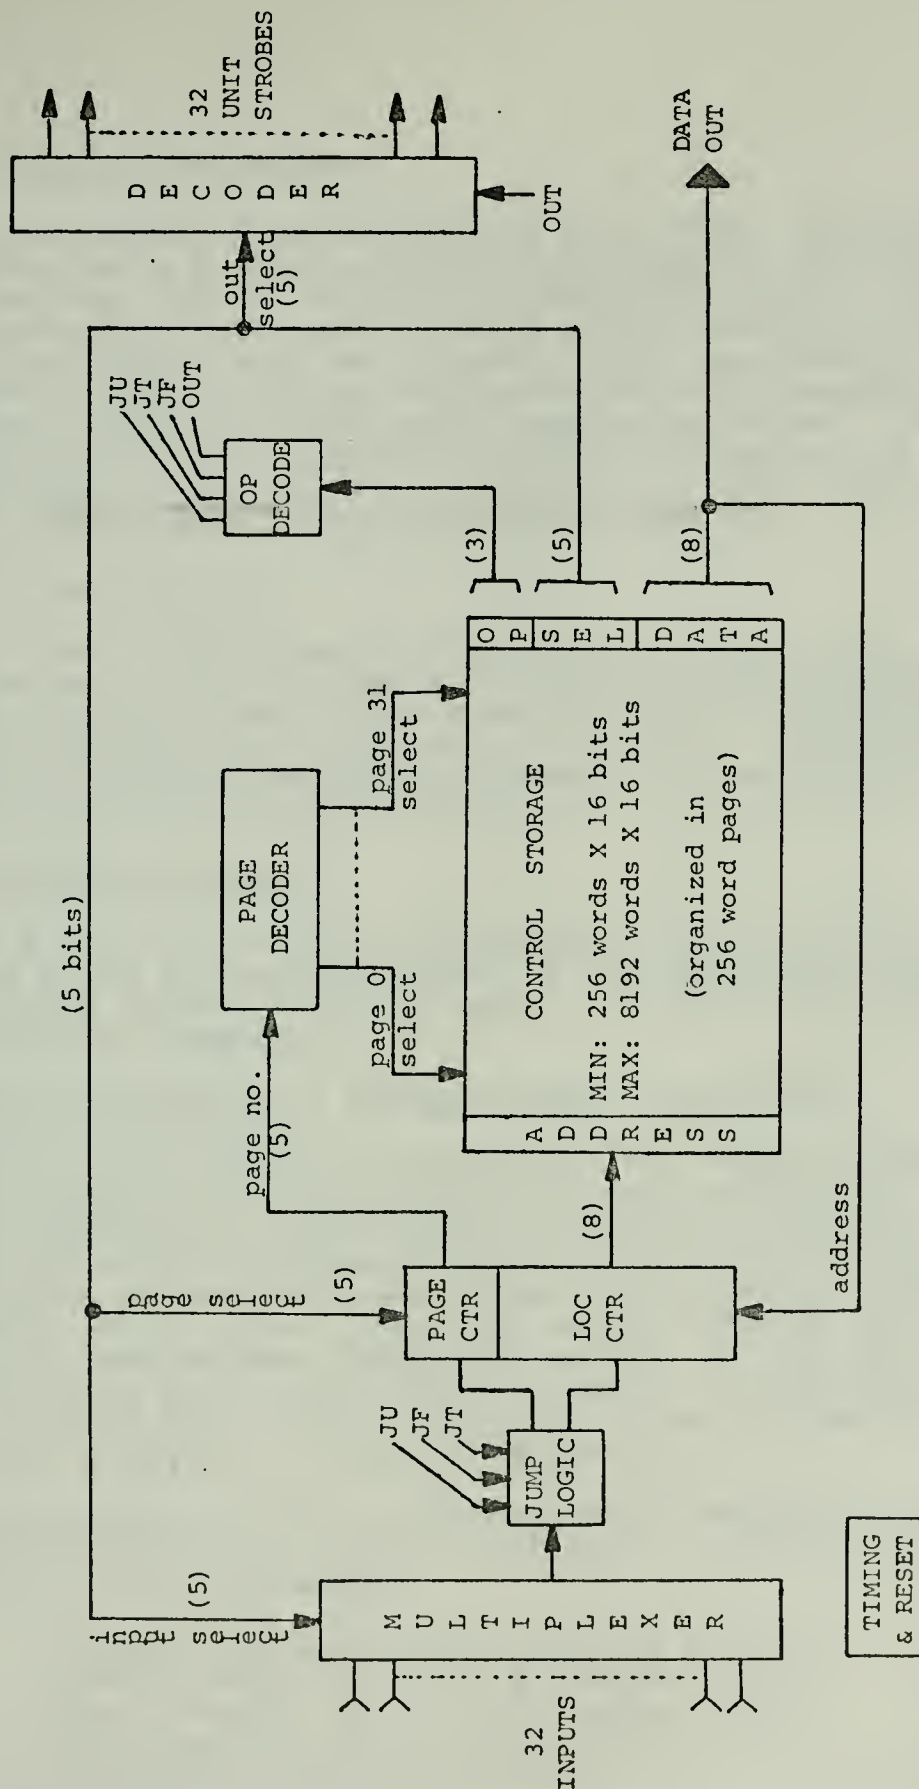 32
INPUTS
MULTIPLEXER
input select
(5)
JU
JF
JT
JUMP
LOGIC
TIMING
& RESET
page select
(5)
PAGE
CTR
LOC
CTR
(8)
address
page no.
(5)
(5 bits)
PAGE
DECODER
page 0
select
page 31
select
ADDRESS
CONTROL STORAGE
MIN: 256 words X 16 bits
MAX: 8192 words X 16 bits
(organized in
256 word pages)
OP
SEL
DATA
(3)
(5)
(8)
JU
JT
JF
OUT
OP
DECODE
out
select
(5)
DECODER
OUT
32
UNIT
STROBES
DATA
OUT